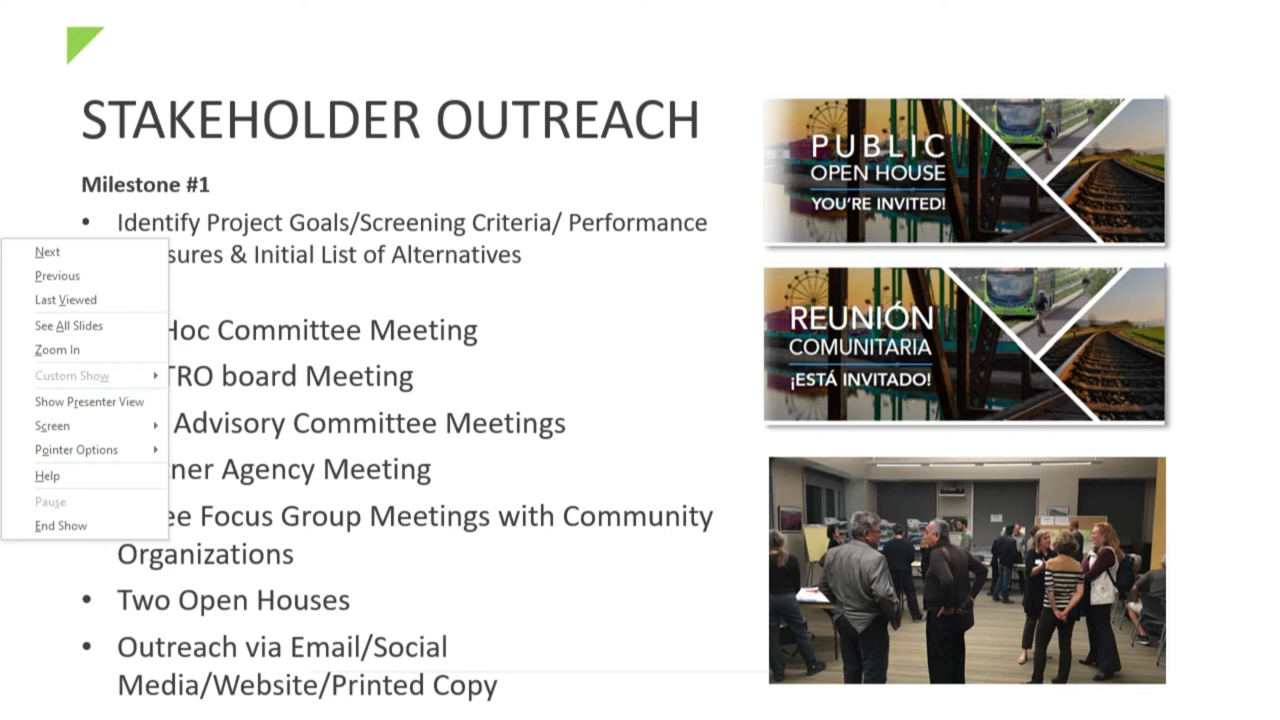 STAKEHOLDER OUTREACH
Milestone #1
• Identify Project Goals/Screening Criteria/ Performance
sures & Initial List of Alternatives
Hoc Committee Meeting
TRO board Meeting
Advisory Committee Meetings
ner Agency Meeting
ee Focus Group Meetings with Community
Organizations
• Two Open Houses
• Outreach via Email/Social
Media/Website/Printed Copy
Next
Previous
Last Viewed
See All Slides
Zoom In
Custom Show
Show Presenter View
Screen
Pointer Options
Help
Pause
End Show
PUBLIC
OPEN HOUSE
YOU'RE INVITED!
REUNIÓN
COMUNITARIA
¡ESTÁ INVITADO!